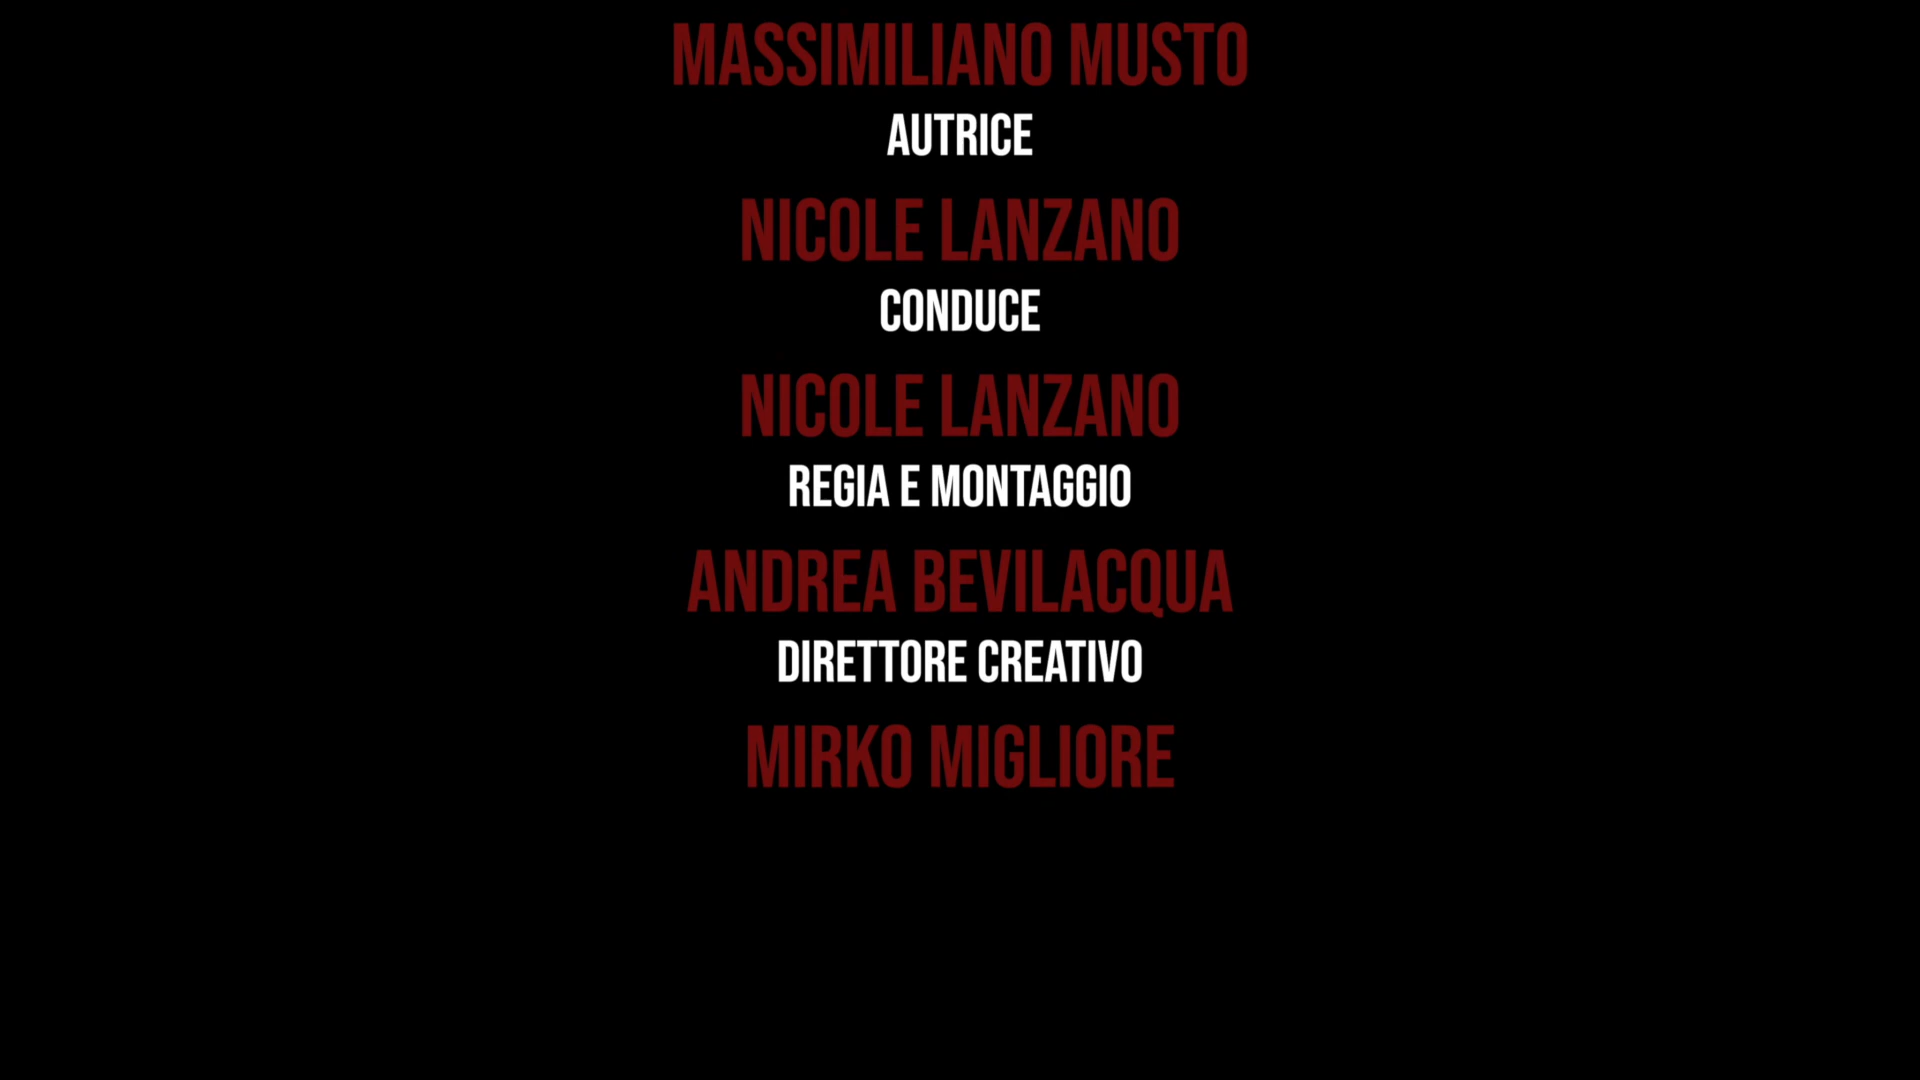 MASSIMILIANO MUSTO
AUTRICE
NICOLE LANZANO
CONDUCE
NICOLE LANZANO
REGIA E MONTAGGIO
ANDREA BEVILACQUA
DIRETTORE CREATIVO
MIRKO MIGLIORE